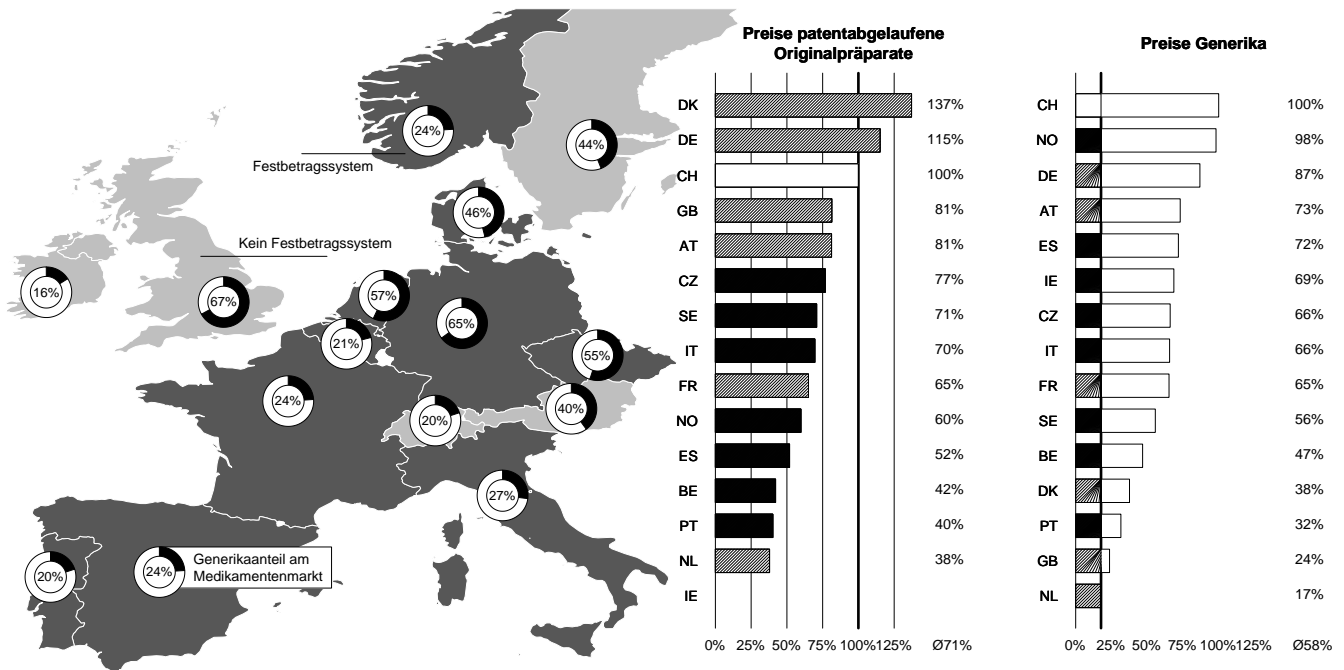 24%
Festbetragssystem
44%
46%
Kein Festbetragssystem
16%
67%
57%
65%
21%
55%
24%
20%
40%
27%
20%
24%
Generikaanteil am
Medikamentenmarkt
Preise patentabgelaufene
Originalpräparate
DK 137%
DE 115%
CH 100%
GB 81%
AT 81%
CZ 77%
SE 71%
IT 70%
FR 65%
NO 60%
ES 52%
BE 42%
PT 40%
NL 38%
IE
0% 25% 50% 75% 100% 125% Ø71%
Preise Generika
CH 100%
NO 98%
DE 87%
AT 73%
ES 72%
IE 69%
CZ 66%
IT 66%
FR 65%
SE 56%
BE 47%
DK 38%
PT 32%
GB 24%
NL 17%
0% 25% 50% 75% 100% 125% Ø58%